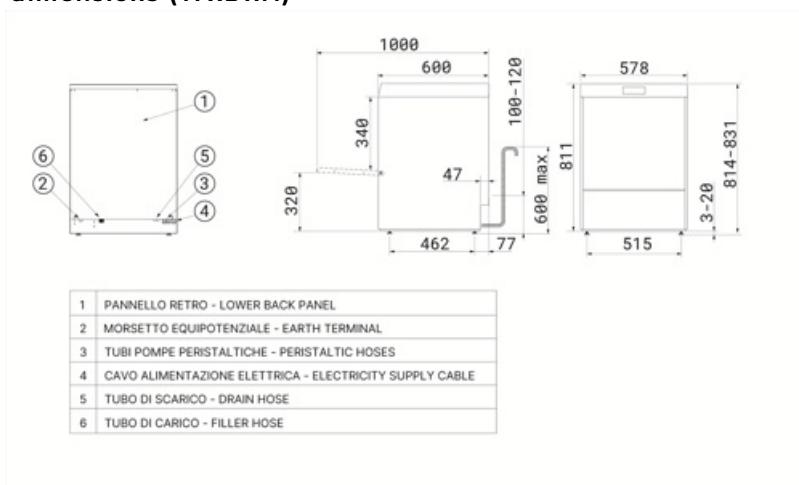 1000
600
578
100-120
340
811
814-831
1
6
5
2
3
4
47
320
600 max
3-20
462
77
515
1 PANNELLO RETRO - LOWER BACK PANEL
2 MORSETTO EQUIPOTENZIALE - EARTH TERMINAL
3 TUBI POMPE PERISTALTICHE - PERISTALTIC HOSES
4 CAVO ALIMENTAZIONE ELETTRICA - ELECTRICITY SUPPLY CABLE
5 TUBO DI SCARICO - DRAIN HOSE
6 TUBO DI CARICO - FILLER HOSE